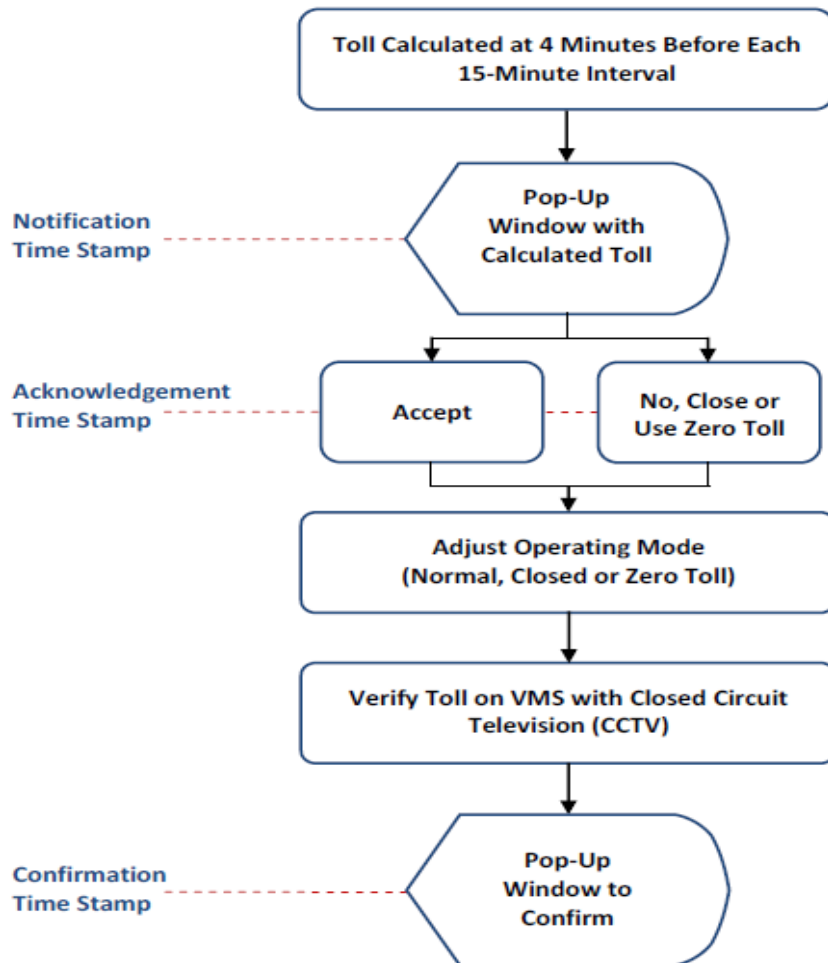 Toll Calculated at 4 Minutes Before Each
15-Minute Interval
Pop-Up
Window with
Calculated Toll
Notification
Time Stamp
Accept
No, Close or
Use Zero Toll
Acknowledgement
Time Stamp
Adjust Operating Mode
(Normal, Closed or Zero Toll)
Verify Toll on VMS with Closed Circuit
Television (CCTV)
Pop-Up
Window to
Confirm
Confirmation
Time Stamp